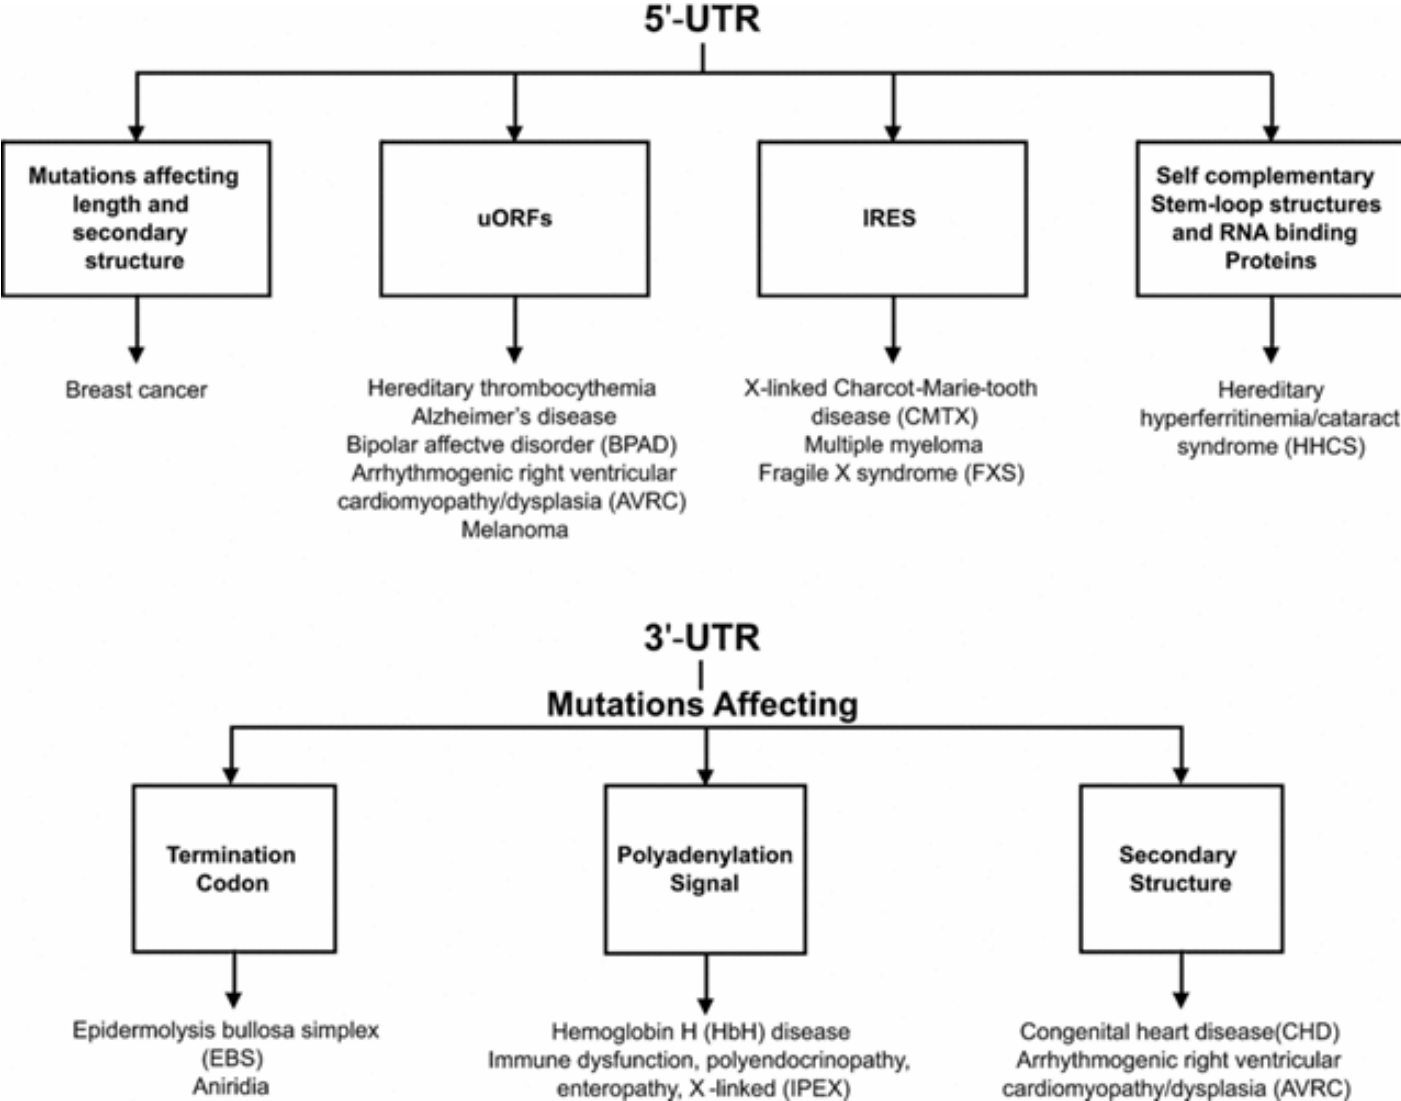 5'-UTR
Mutations affecting
length and
secondary
structure
uORFs
IRES
Self complementary
Stem-loop structures
and RNA binding
Proteins
Breast cancer
Hereditary thrombocythemia
Alzheimer's disease
Bipolar affectve disorder (BPAD)
Arrhythmogenic right ventricular
cardiomyopathy/dysplasia (AVRC)
Melanoma
X-linked Charcot-Marie-tooth
disease (CMTX)
Multiple myeloma
Fragile X syndrome (FXS)
Hereditary
hyperferritinemia/cataract
syndrome (HHCS)
3'-UTR
Mutations Affecting
Termination
Codon
Polyadenylation
Signal
Secondary
Structure
Epidermolysis bullosa simplex
(EBS)
Aniridia
Hemoglobin H (HbH) disease
Immune dysfunction, polyendocrinopathy,
enteropathy, X-linked (IPEX)
Congenital heart disease(CHD)
Arrhythmogenic right ventricular
cardiomyopathy/dysplasia (AVRC)